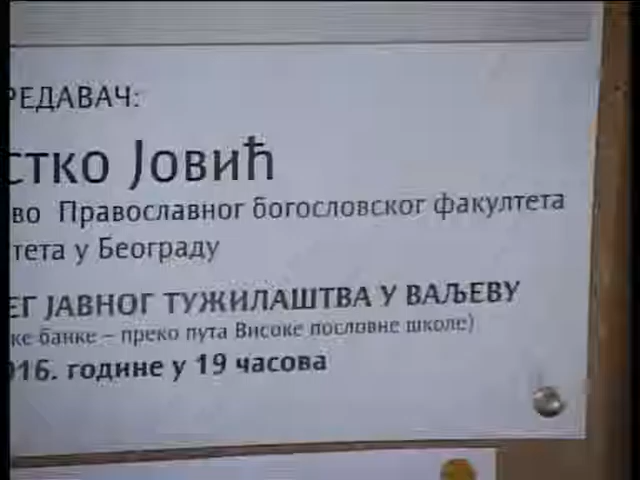 РЕДАВАЧ:
стко Јовић
во Православног богословског факултета
тета у Београду
ЕГ ЈАВНОГ ТУЖИЛАШТВА У ВАЉЕВУ
ке банке – преко пута Високе пословне школе)
016. године у 19 часова